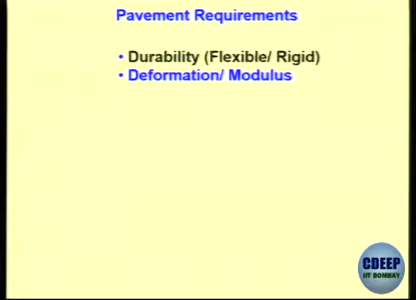 Pavement Requirements
• Durability (Flexible/ Rigid)
• Deformation/ Modulus
CDEEP
IIT BOMBAY